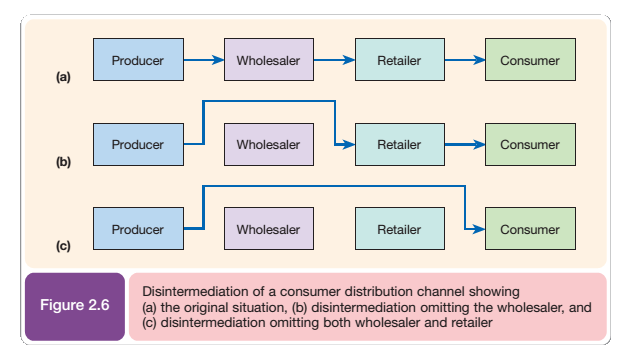 Producer Wholesaler Retailer Consumer
(a)
Producer Wholesaler Retailer Consumer
(b)
Producer Wholesaler Retailer Consumer
(c)
Figure 2.6
Disintermediation of a consumer distribution channel showing
(a) the original situation, (b) disintermediation omitting the wholesaler, and
(c) disintermediation omitting both wholesaler and retailer